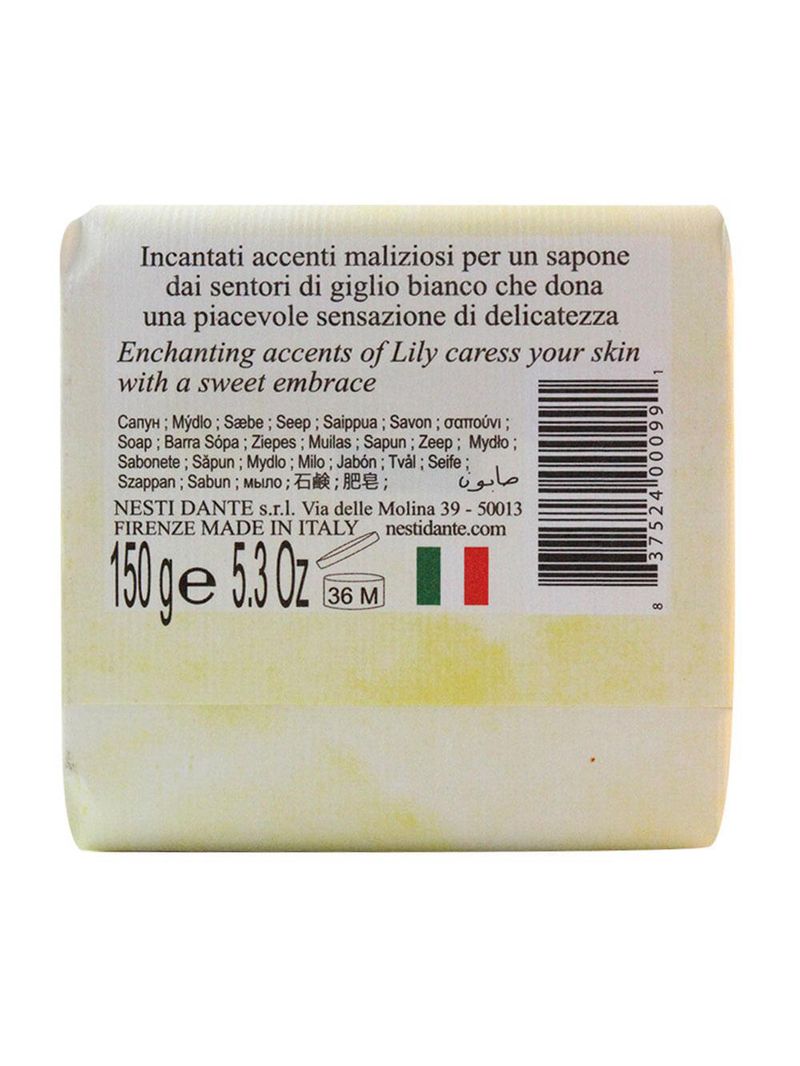 Incantati accenti maliziosi per un sapone
dai sentori di giglio bianco che dona
una piacevole sensazione di delicatezza
Enchanting accents of Lily caress your skin
with a sweet embrace
Сапун ; Mýdlo ; Sæbe ; Seep ; Saippua ; Savon ; σαπούνι ;
Soap ; Barra Sópa ; Ziepes ; Muilas ; Sapun ; Zeep ; Mydło ;
Sabonete ; Săpun ; Mydlo ; Milo ; Jabón ; Tvål ; Seife ;
Szappan ; Sabun ; мыло ; 石鹸 ; 肥皂 ; صابون
NESTI DANTE s.r.l. Via delle Molina 39 - 50013
FIRENZE MADE IN ITALY nestidante.com
150 g e 5.3 Oz
36 M
8 37524 00099 1